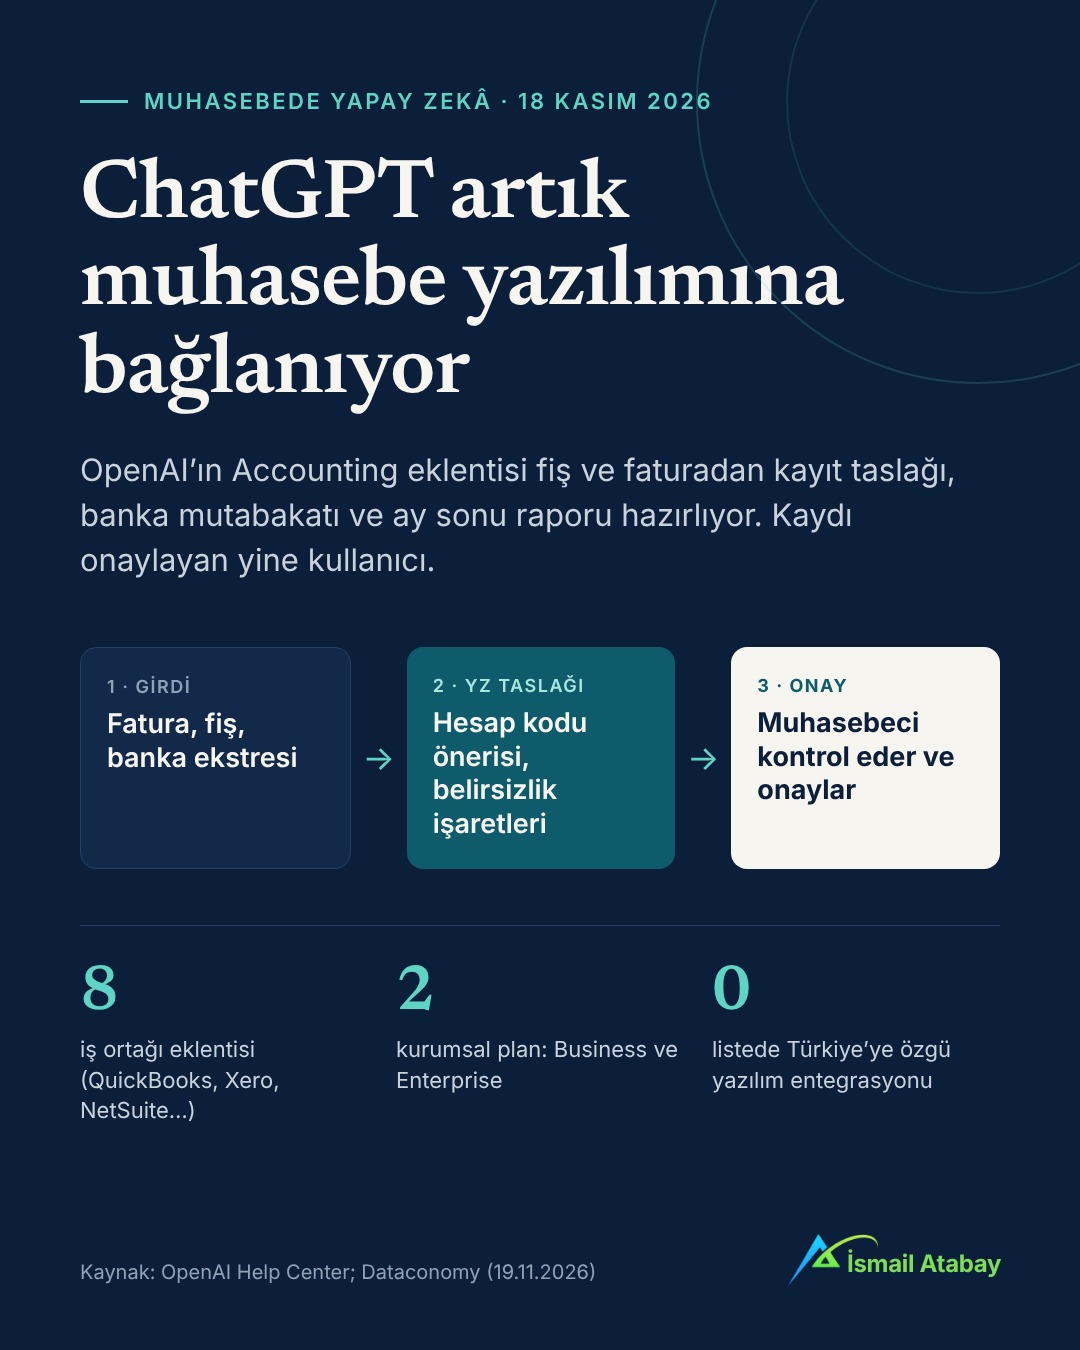 MUHASEBEDE YAPAY ZEKÂ · 18 KASIM 2026
ChatGPT artık
muhasebe yazılımına
bağlanıyor
OpenAI’ın Accounting eklentisi fiş ve faturadan kayıt taslağı,
banka mutabakatı ve ay sonu raporu hazırlıyor. Kaydı
onaylayan yine kullanıcı.
1 · GİRDİ
Fatura, fiş,
banka ekstresi
→
2 · YZ TASLAĞI
Hesap kodu
önerisi,
belirsizlik
işaretleri
→
3 · ONAY
Muhasebeci
kontrol eder ve
onaylar
8
iş ortağı eklentisi
(QuickBooks, Xero,
NetSuite…)
2
kurumsal plan: Business ve
Enterprise
0
listede Türkiye’ye özgü
yazılım entegrasyonu
Kaynak: OpenAI Help Center; Dataconomy (19.11.2026)
İsmail Atabay